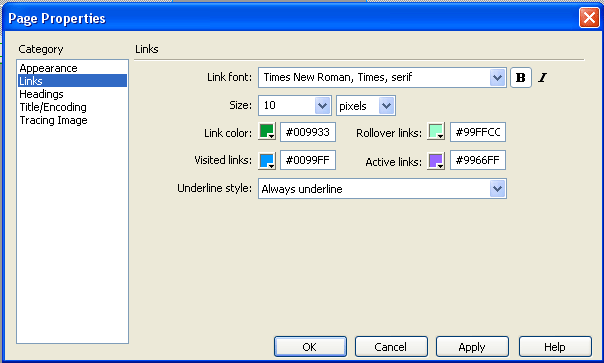 Page Properties
Category
Links
Appearance
Links
Headings
Title/Encoding
Tracing Image
Link font: Times New Roman, Times, serif B I
Size: 10 pixels
Link color: #009933 Rollover links: #99FFCC
Visited links: #0099FF Active links: #9966FF
Underline style: Always underline
OK Cancel Apply Help